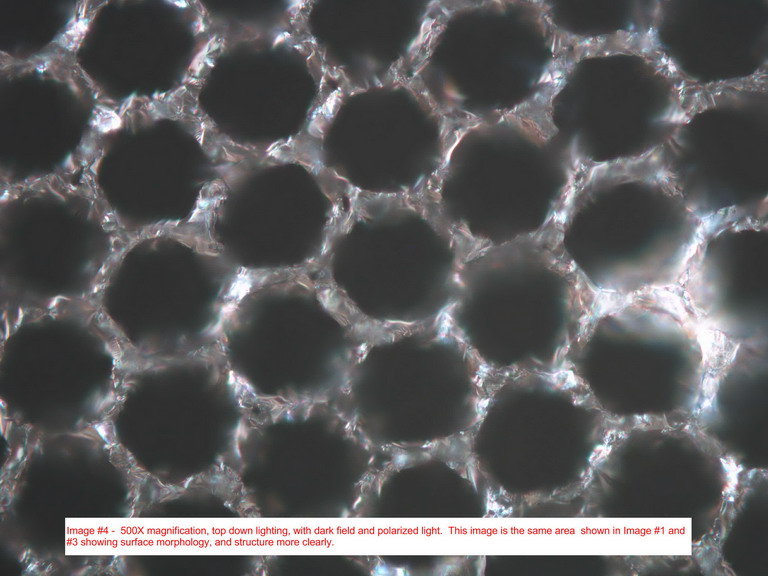 Image #4 -  500X magnification, top down lighting, with dark field and polarized light.  This image is the same area  shown in Image #1 and
#3 showing surface morphology, and structure more clearly.